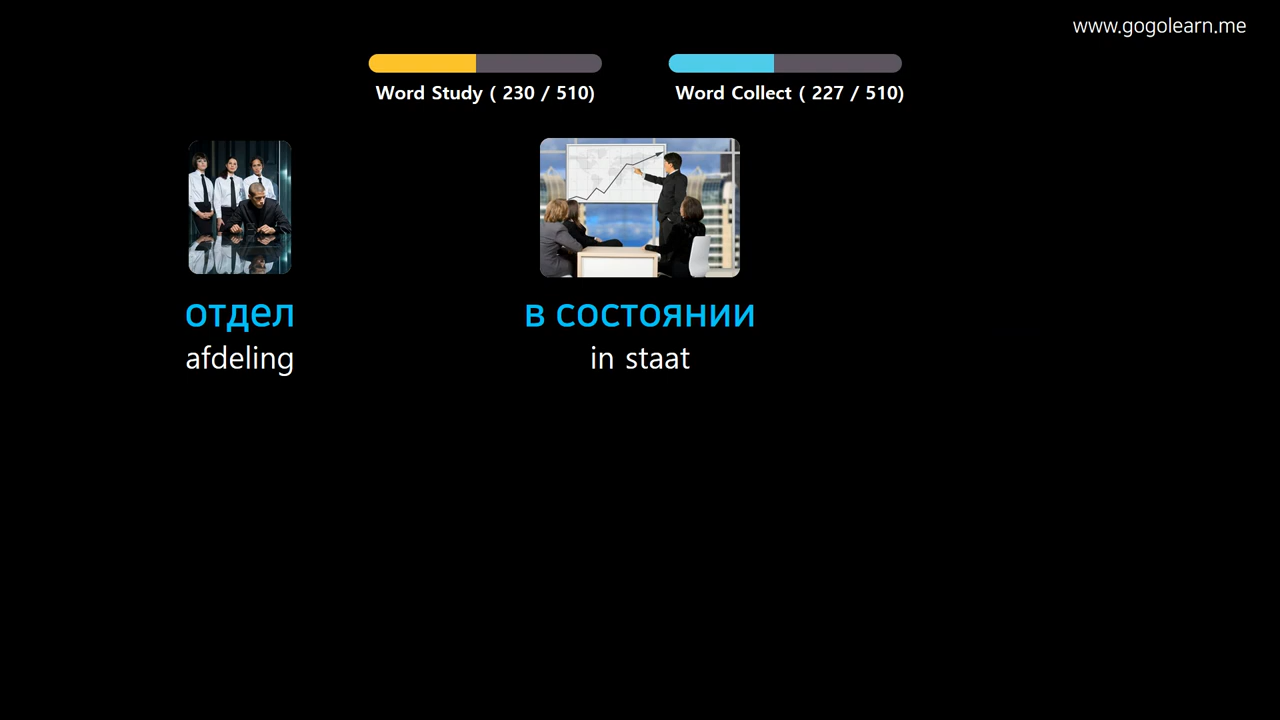 www.gogolearn.me
Word Study ( 230 / 510)
Word Collect ( 227 / 510)
отдел
afdeling
в состоянии
in staat